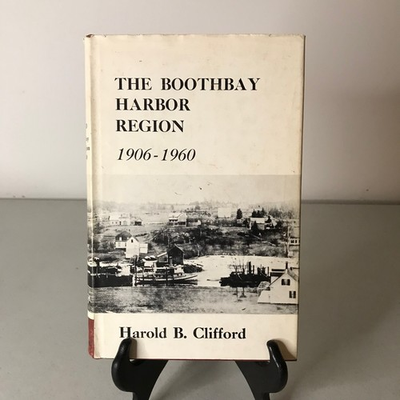 THE BOOTHBAY
HARBOR
REGION
1906-1960
Harold B. Clifford